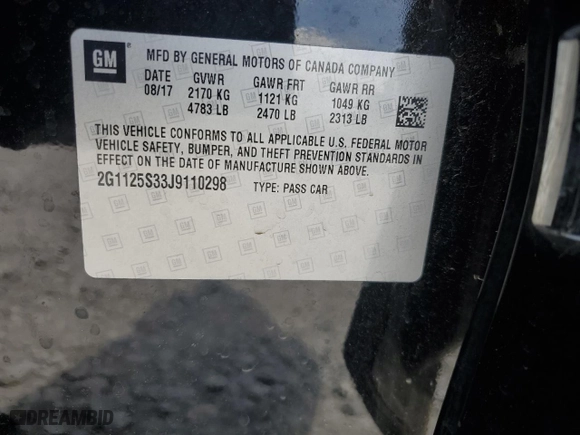 GM MFD BY GENERAL MOTORS OF CANADA COMPANY
DATE GVWR GAWR FRT GAWR RR
08/17 2170 KG 1121 KG 1049 KG
4783 LB 2470 LB 2313 LB
THIS VEHICLE CONFORMS TO ALL APPLICABLE U.S. FEDERAL MOTOR
VEHICLE SAFETY, BUMPER, AND THEFT PREVENTION STANDARDS IN
EFFECT ON THE DATE OF MANUFACTURE SHOWN ABOVE.
2G1125S33J9110298 TYPE: PASS CAR
DREAMBID